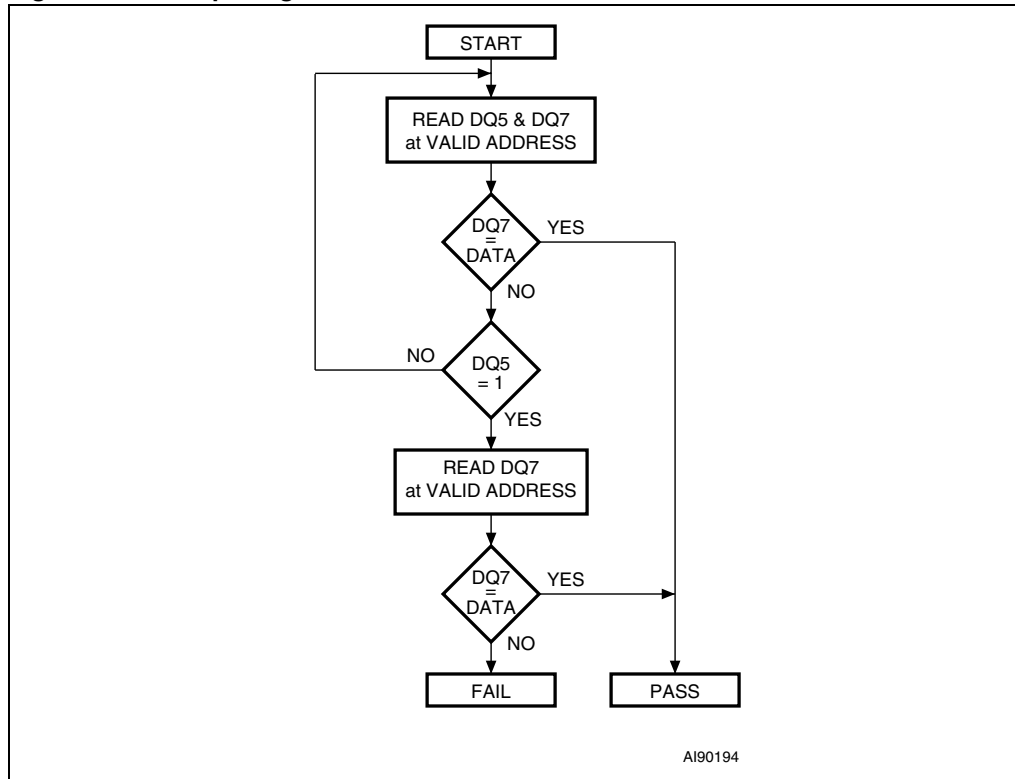 START
READ DQ5 & DQ7
at VALID ADDRESS
DQ7
=
DATA
YES
NO
DQ5
= 1
NO
YES
READ DQ7
at VALID ADDRESS
DQ7
=
DATA
YES
NO
FAIL
PASS
AI90194